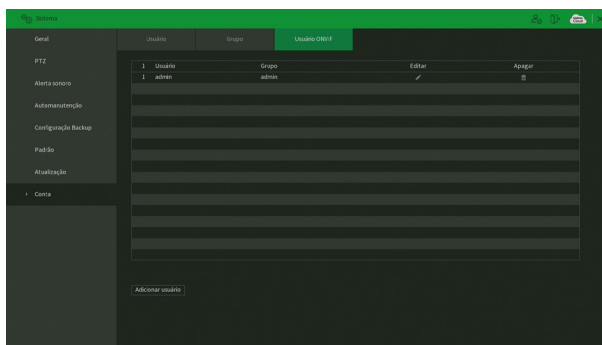 Sistema
Geral
Usuário Grupo Usuário ONVIF
PTZ
1 Usuário Grupo Editar Apagar
1 admin admin
Alerta sonoro
Automanutenção
Configuração Backup
Padrão
Atualização
Conta
Adicionar usuário